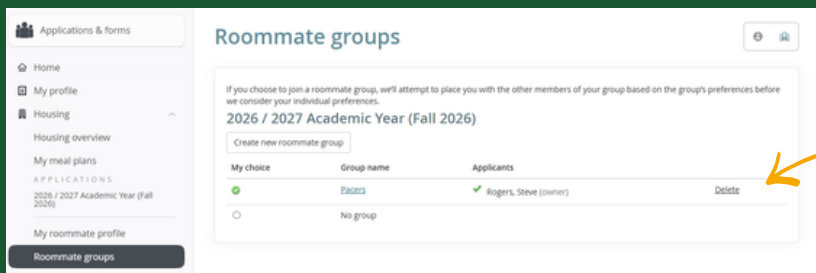 Applications & forms
Home
My profile
Housing
Housing overview
My meal plans
APPLICATIONS
2026 / 2027 Academic Year (Fall
2026)
My roommate profile
Roommate groups
Roommate groups
If you choose to join a roommate group, we'll attempt to place you with the other members of your group based on the group's preferences before
we consider your individual preferences.
2026 / 2027 Academic Year (Fall 2026)
Create new roommate group
My choice Group name Applicants
Pacers Rogers, Steve (owner) Delete
No group